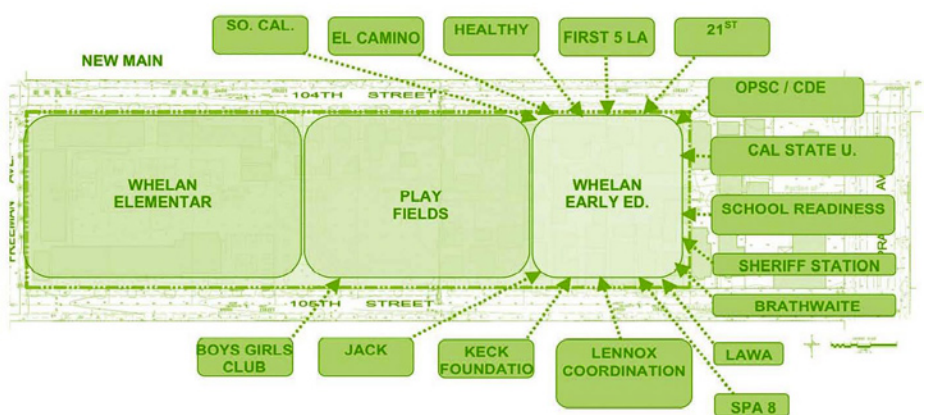 SO. CAL.
EL CAMINO
HEALTHY
FIRST 5 LA
21ST
NEW MAIN
104TH STREET
OPSC / CDE
CAL STATE U.
WHELAN
ELEMENTAR
PLAY
FIELDS
WHELAN
EARLY ED.
SCHOOL READINESS
FREEMAN AVE.
SHERIFF STATION
BRATHWAITE
105TH STREET
BOYS GIRLS
CLUB
JACK
KECK
FOUNDATIO
LENNOX
COORDINATION
LAWA
SPA 8